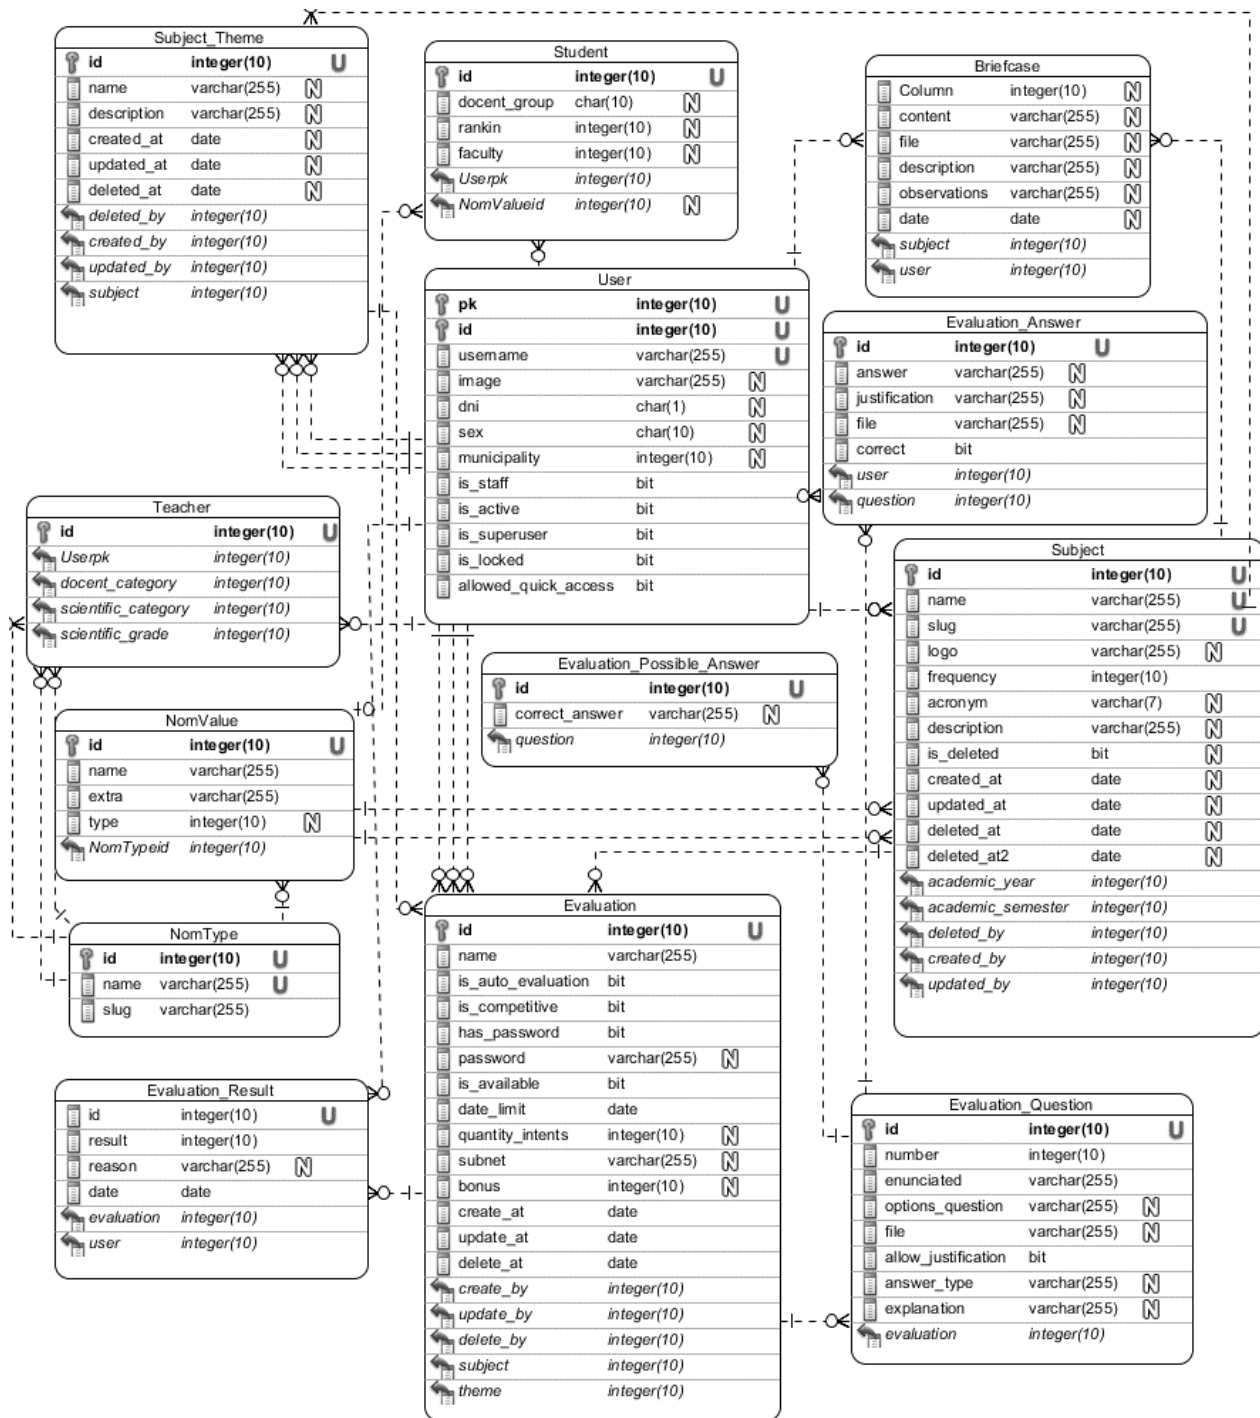 Subject_Theme
id integer(10) U
name varchar(255) N
description varchar(255) N
created_at date N
updated_at date N
deleted_at date N
deleted_by integer(10)
created_by integer(10)
updated_by integer(10)
subject integer(10)
Student
id integer(10) U
docent_group char(10) N
rankin integer(10) N
faculty integer(10) N
Userpk integer(10)
NomValueid integer(10) N
Briefcase
Column integer(10) N
content varchar(255) N
file varchar(255) N
description varchar(255) N
observations varchar(255) N
date date N
subject integer(10)
user integer(10)
User
pk integer(10) U
id integer(10) U
username varchar(255) U
image varchar(255) N
dni char(1) N
sex char(10) N
municipality integer(10) N
is_staff bit
is_active bit
is_superuser bit
is_locked bit
allowed_quick_access bit
Evaluation_Answer
id integer(10) U
answer varchar(255) N
justification varchar(255) N
file varchar(255) N
correct bit
user integer(10)
question integer(10)
Teacher
id integer(10) U
Userpk integer(10)
docent_category integer(10)
scientific_category integer(10)
scientific_grade integer(10)
Subject
id integer(10) U
name varchar(255) U
slug varchar(255) U
logo varchar(255) N
frequency integer(10)
acronym varchar(7) N
description varchar(255) N
is_deleted bit N
created_at date N
updated_at date N
deleted_at date N
deleted_at2 date N
academic_year integer(10)
academic_semester integer(10)
deleted_by integer(10)
created_by integer(10)
updated_by integer(10)
Evaluation_Possible_Answer
id integer(10) U
correct_answer varchar(255) N
question integer(10)
NomValue
id integer(10) U
name varchar(255)
extra varchar(255)
type integer(10) N
NomTypeid integer(10)
NomType
id integer(10) U
name varchar(255) U
slug varchar(255)
Evaluation
id integer(10) U
name varchar(255)
is_auto_evaluation bit
is_competitive bit
has_password bit
password varchar(255) N
is_available bit
date_limit date
quantity_intents integer(10) N
subnet varchar(255) N
bonus integer(10) N
create_at date
update_at date
delete_at date
create_by integer(10)
update_by integer(10)
delete_by integer(10)
subject integer(10)
theme integer(10)
Evaluation_Result
id integer(10) U
result integer(10)
reason varchar(255) N
date date
evaluation integer(10)
user integer(10)
Evaluation_Question
id integer(10) U
number integer(10)
enunciated varchar(255)
options_question varchar(255) N
file varchar(255) N
allow_justification bit
answer_type varchar(255) N
explanation varchar(255) N
evaluation integer(10)